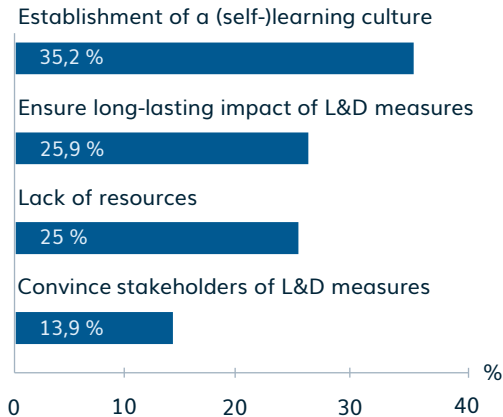 Establishment of a (self-)learning culture
35,2 %
Ensure long-lasting impact of L&D measures
25,9 %
Lack of resources
25 %
Convince stakeholders of L&D measures
13,9 %
%
0 10 20 30 40